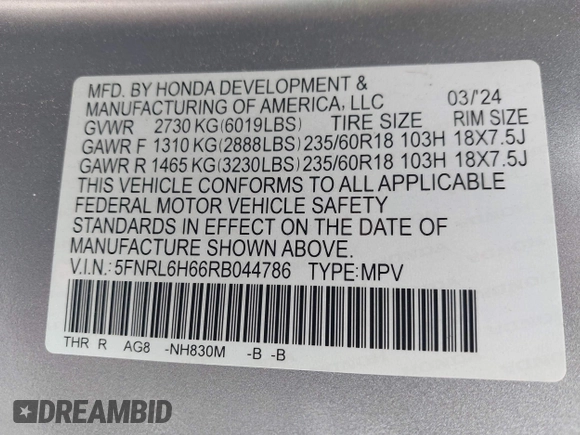 MFD. BY HONDA DEVELOPMENT &
MANUFACTURING OF AMERICA, LLC 03/'24
GVWR 2730 KG(6019LBS) TIRE SIZE RIM SIZE
GAWR F 1310 KG(2888LBS) 235/60R18 103H 18X7.5J
GAWR R 1465 KG(3230LBS) 235/60R18 103H 18X7.5J
THIS VEHICLE CONFORMS TO ALL APPLICABLE
FEDERAL MOTOR VEHICLE SAFETY
STANDARDS IN EFFECT ON THE DATE OF
MANUFACTURE SHOWN ABOVE.
V.I.N.: 5FNRL6H66RB044786 TYPE: MPV
THR R AG8 -NH830M -B -B
DREAMBID